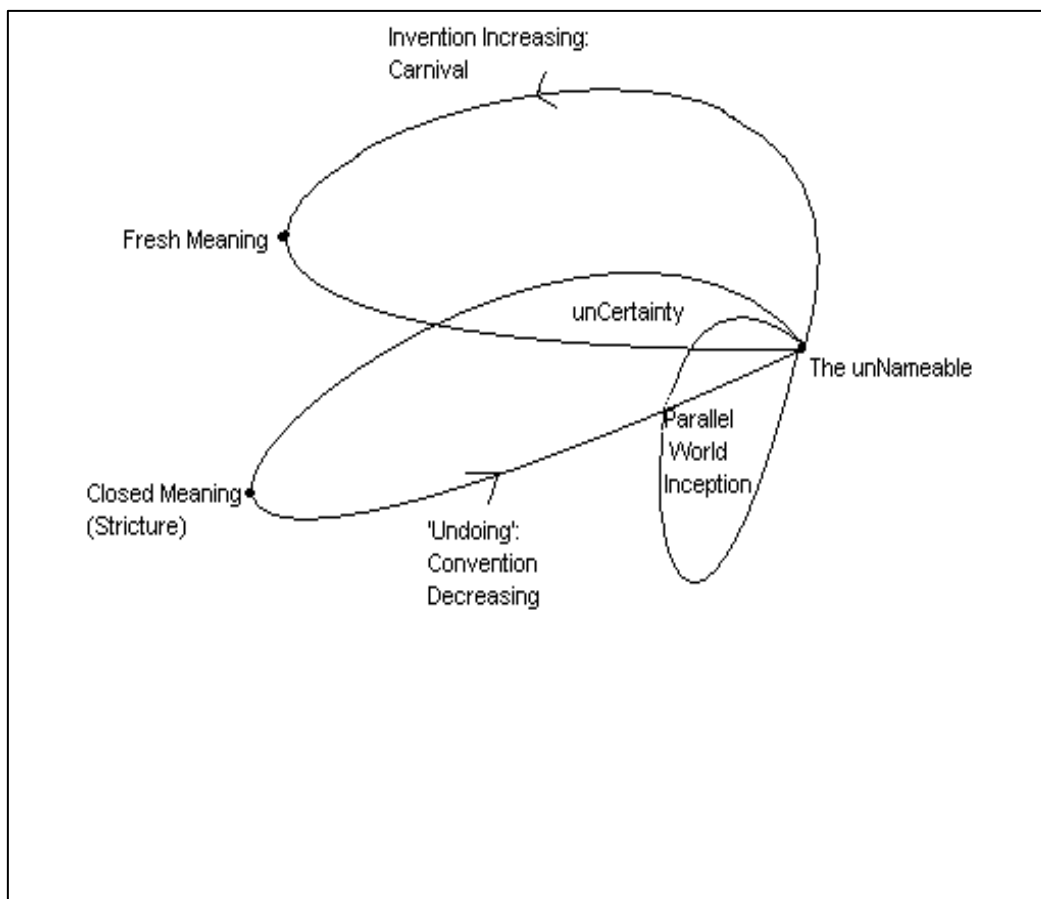 Invention Increasing:
Carnival
Fresh Meaning
unCertainty
The unNameable
Parallel
World
Inception
Closed Meaning
(Stricture)
'Undoing':
Convention
Decreasing